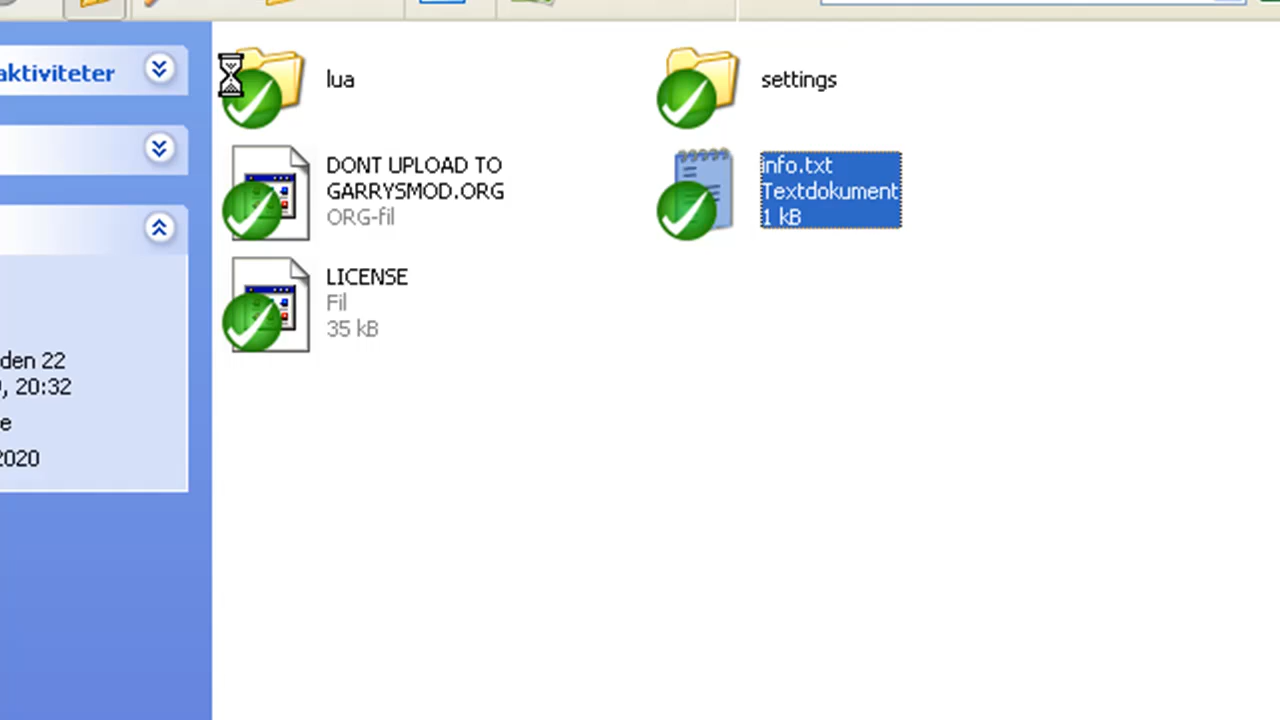 aktiviteter
den 22
, 20:32
e
2020
lua
settings
DONT UPLOAD TO
GARRYSMOD.ORG
ORG-fil
info.txt
Textdokument
1 kB
LICENSE
Fil
35 kB